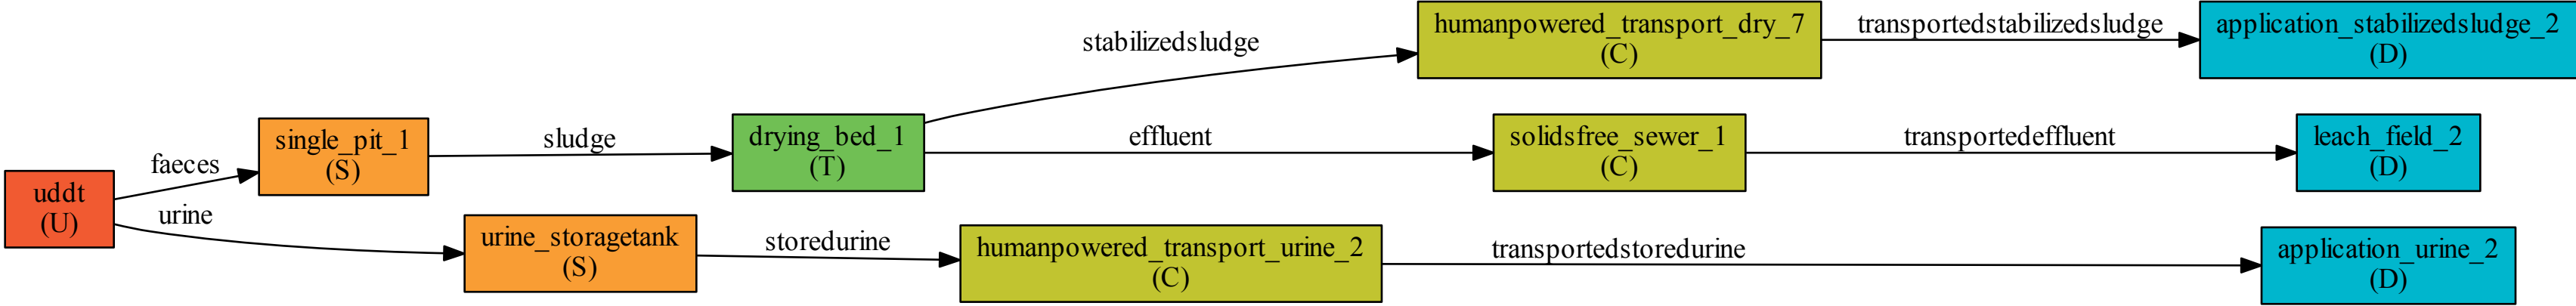 uddt
(U)
faeces
urine
single_pit_1
(S)
urine_storagetank
(S)
sludge
storedurine
drying_bed_1
(T)
humanpowered_transport_urine_2
(C)
stabilizedsludge
effluent
transportedstoredurine
humanpowered_transport_dry_7
(C)
solidsfree_sewer_1
(C)
transportedstabilizedsludge
transportedeffluent
application_stabilizedsludge_2
(D)
leach_field_2
(D)
application_urine_2
(D)